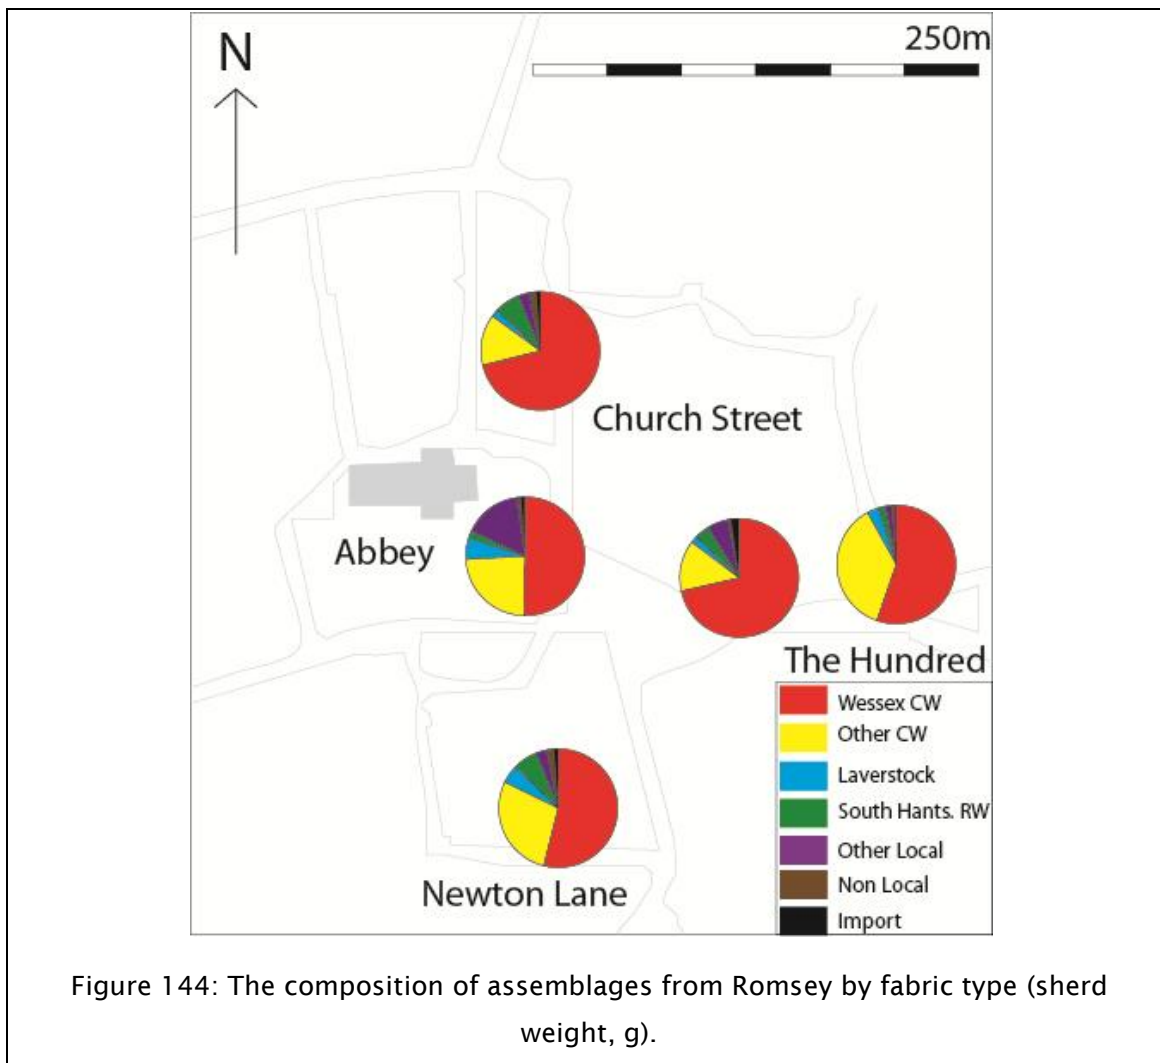 N
250m
Church Street
Abbey
The Hundred
Wessex CW
Other CW
Laverstock
South Hants. RW
Other Local
Non Local
Import
Newton Lane
Figure 144: The composition of assemblages from Romsey by fabric type (sherd
weight, g).